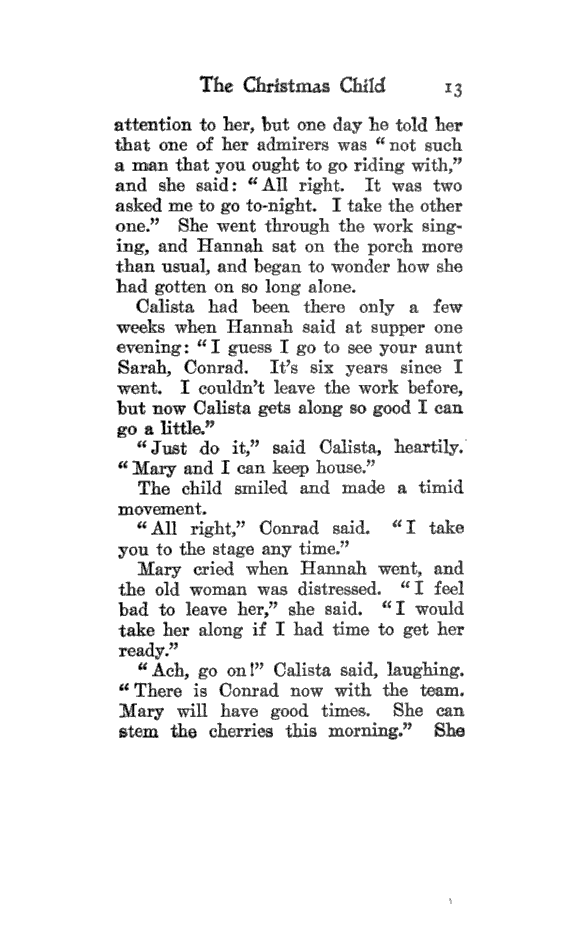 The Christmas Child 13
attention to her, but one day he told her
that one of her admirers was “not such
a man that you ought to go riding with,”
and she said: “All right. It was two
asked me to go to-night. I take the other
one.” She went through the work sing-
ing, and Hannah sat on the porch more
than usual, and began to wonder how she
had gotten on so long alone.
Calista had been there only a few
weeks when Hannah said at supper one
evening: “I guess I go to see your aunt
Sarah, Conrad. It’s six years since I
went. I couldn’t leave the work before,
but now Calista gets along so good I can
go a little.”
“Just do it,” said Calista, heartily.
“Mary and I can keep house.”
The child smiled and made a timid
movement.
“All right,” Conrad said. “I take
you to the stage any time.”
Mary cried when Hannah went, and
the old woman was distressed. “I feel
bad to leave her,” she said. “I would
take her along if I had time to get her
ready.”
“Ach, go on!” Calista said, laughing.
“There is Conrad now with the team.
Mary will have good times. She can
stem the cherries this morning.” She